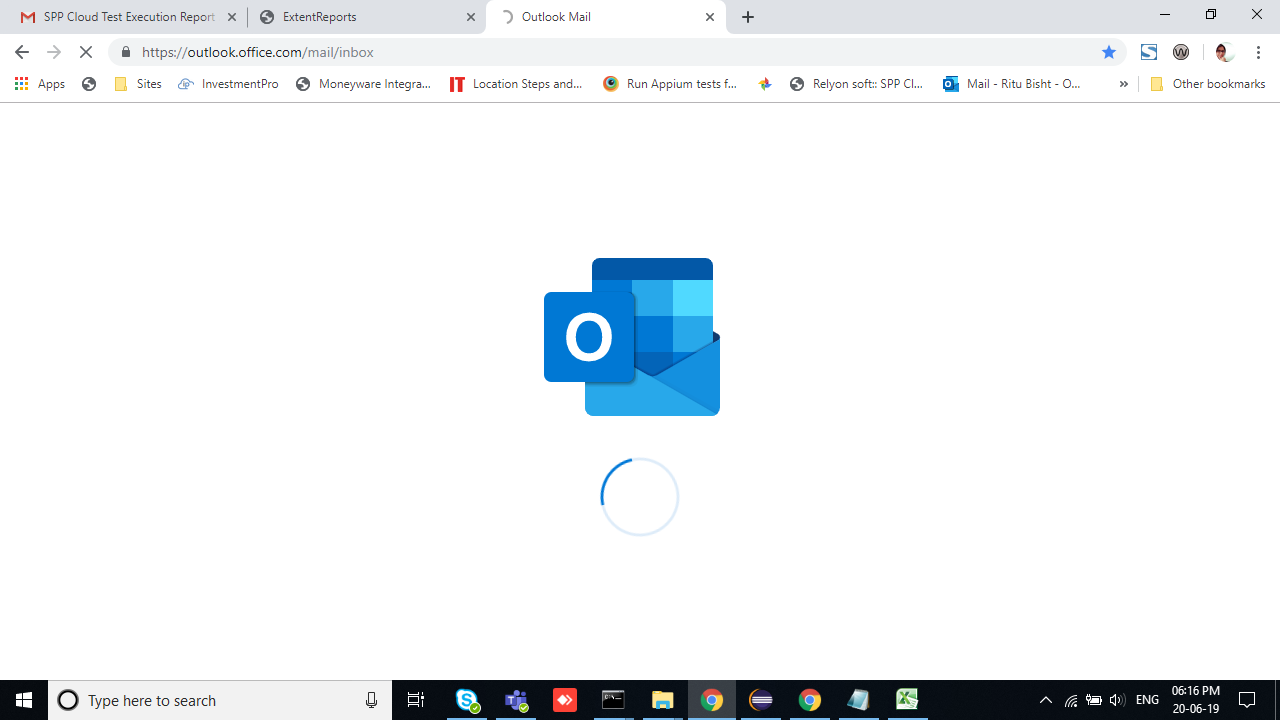 SPP Cloud Test Execution Report
ExtentReports
Outlook Mail
https://outlook.office.com/mail/inbox
Apps
Sites
InvestmentPro
Moneyware Integra...
IT
Location Steps and...
Run Appium tests f...
Relyon soft:: SPP Cl...
Mail - Ritu Bisht - O...
Other bookmarks
O
Type here to search
ENG
06:16 PM
20-06-19